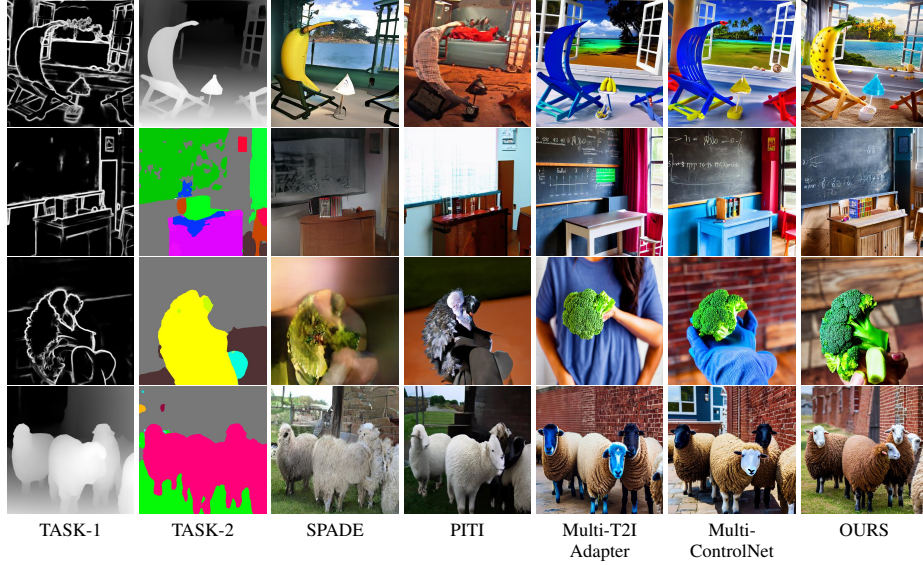 TASK-1
TASK-2
SPADE
PITI
Multi-T2I
Adapter
Multi-
ControlNet
OURS